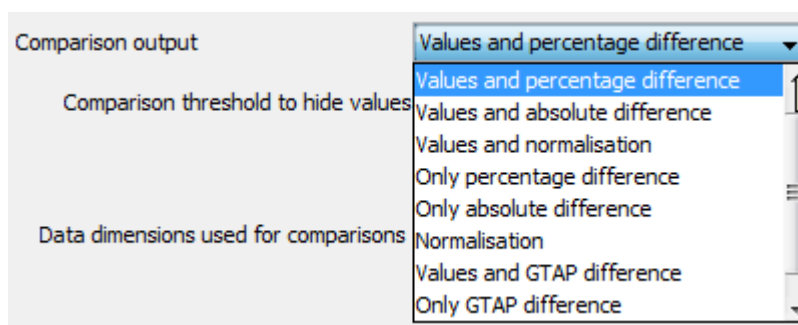 Comparison output
Values and percentage difference
Values and percentage difference
Comparison threshold to hide values
Values and absolute difference
Values and normalisation
Only percentage difference
Only absolute difference
Data dimensions used for comparisons
Normalisation
Values and GTAP difference
Only GTAP difference